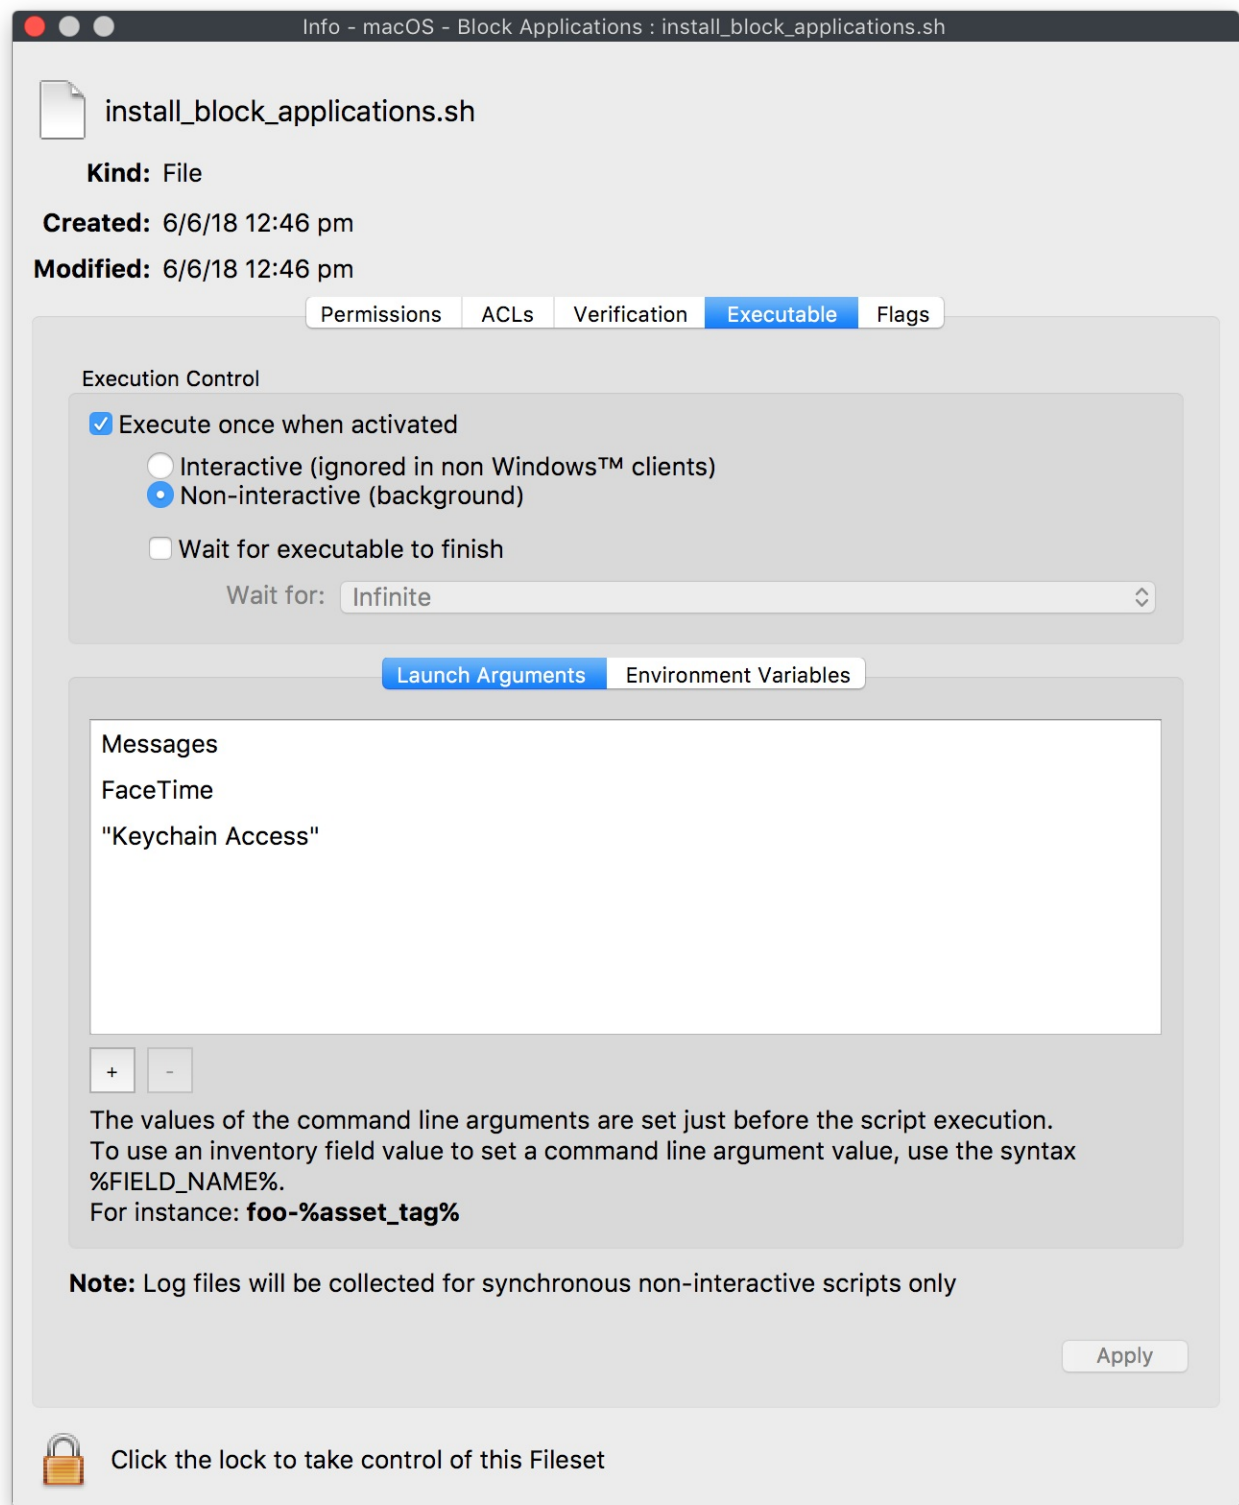 Info - macOS - Block Applications : install_block_applications.sh
install_block_applications.sh
Kind: File
Created: 6/6/18 12:46 pm
Modified: 6/6/18 12:46 pm
Permissions ACLs Verification Executable Flags
Execution Control
Execute once when activated
Interactive (ignored in non Windows™ clients)
Non-interactive (background)
Wait for executable to finish
Wait for: Infinite
Launch Arguments Environment Variables
Messages
FaceTime
"Keychain Access"
+ -
The values of the command line arguments are set just before the script execution.
To use an inventory field value to set a command line argument value, use the syntax
%FIELD_NAME%.
For instance: foo-%asset_tag%
Note: Log files will be collected for synchronous non-interactive scripts only
Apply
Click the lock to take control of this Fileset